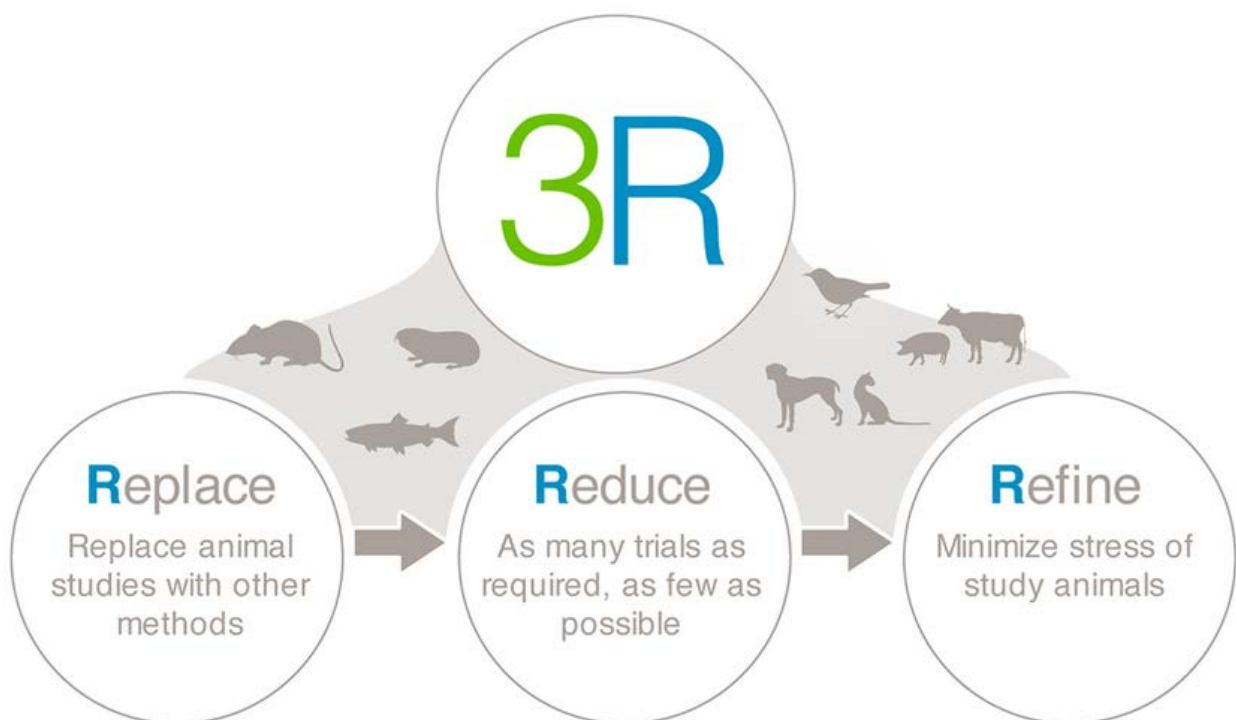 3R
Replace
Replace animal
studies with other
methods
Reduce
As many trials as
required, as few as
possible
Refine
Minimize stress of
study animals